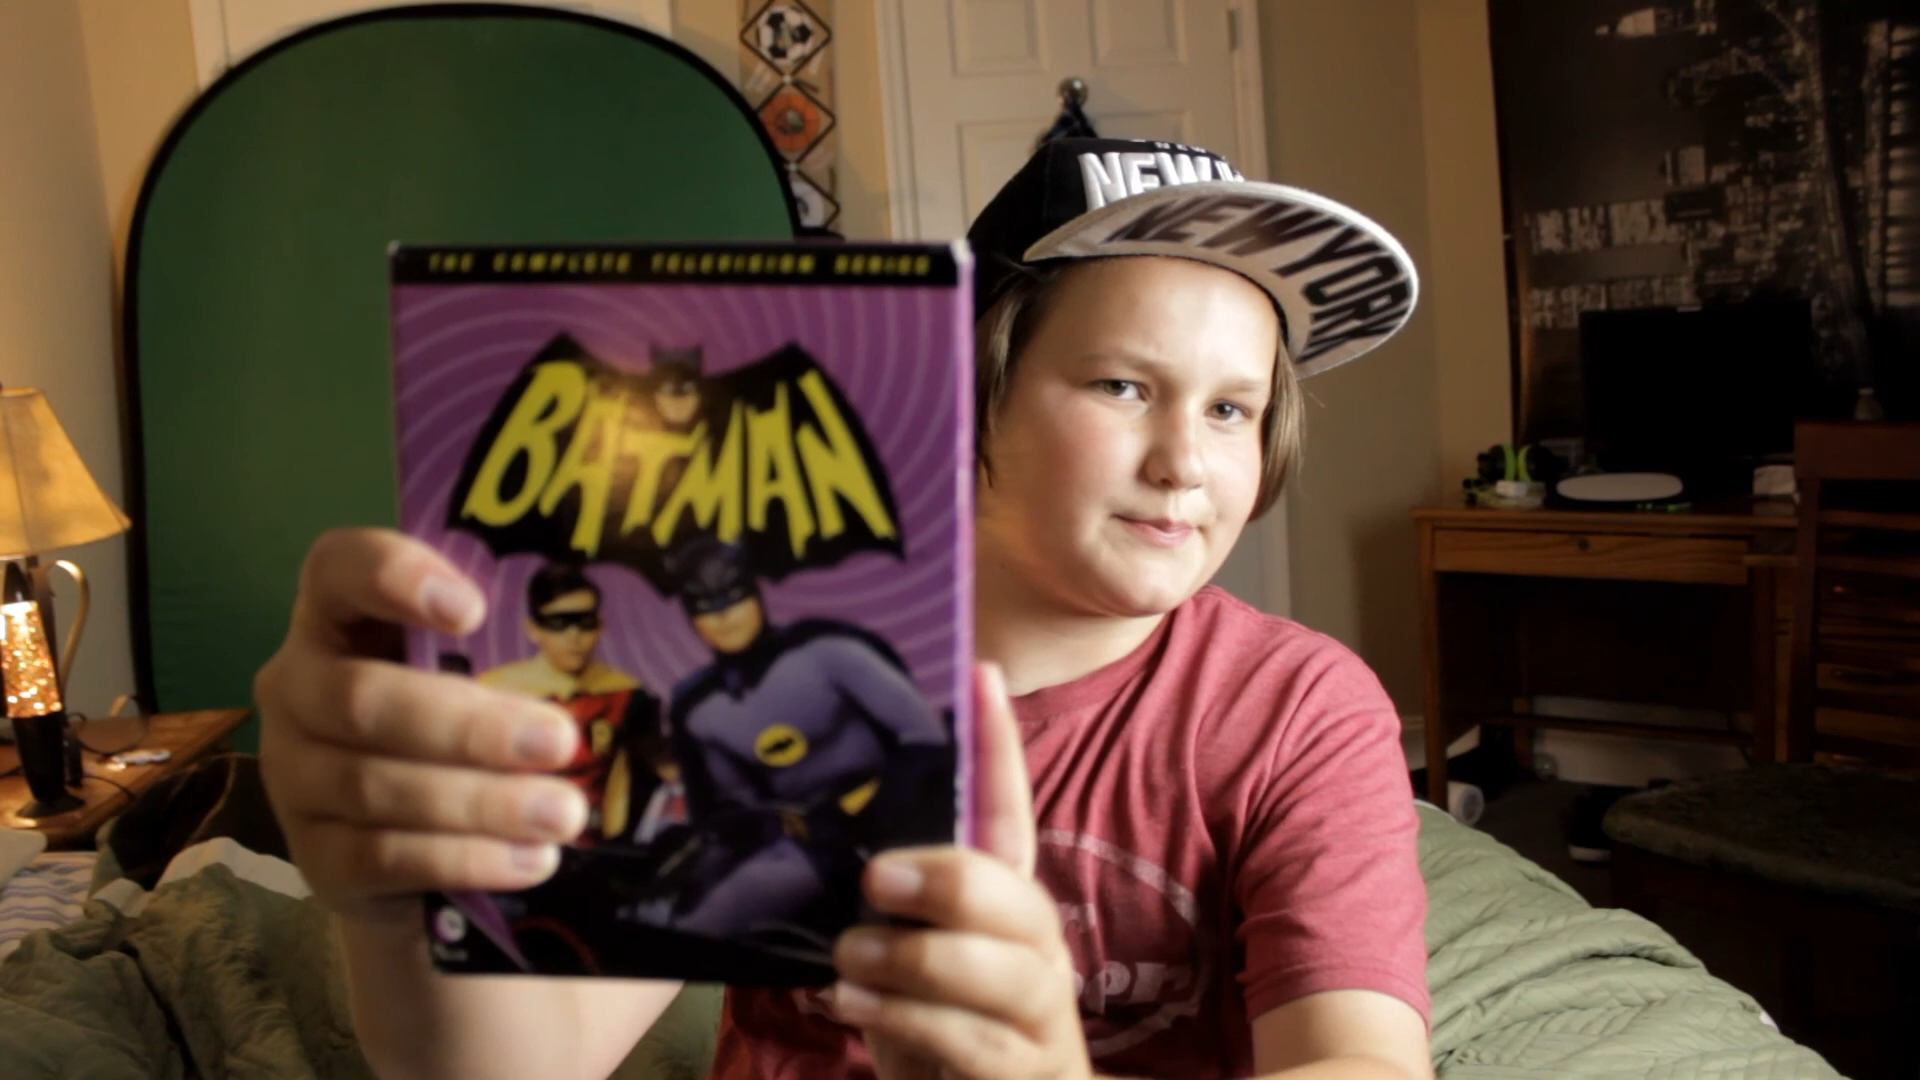 NEW Y
NEW YORK
THE COMPLETE TELEVISION SERIES
BATMAN
R